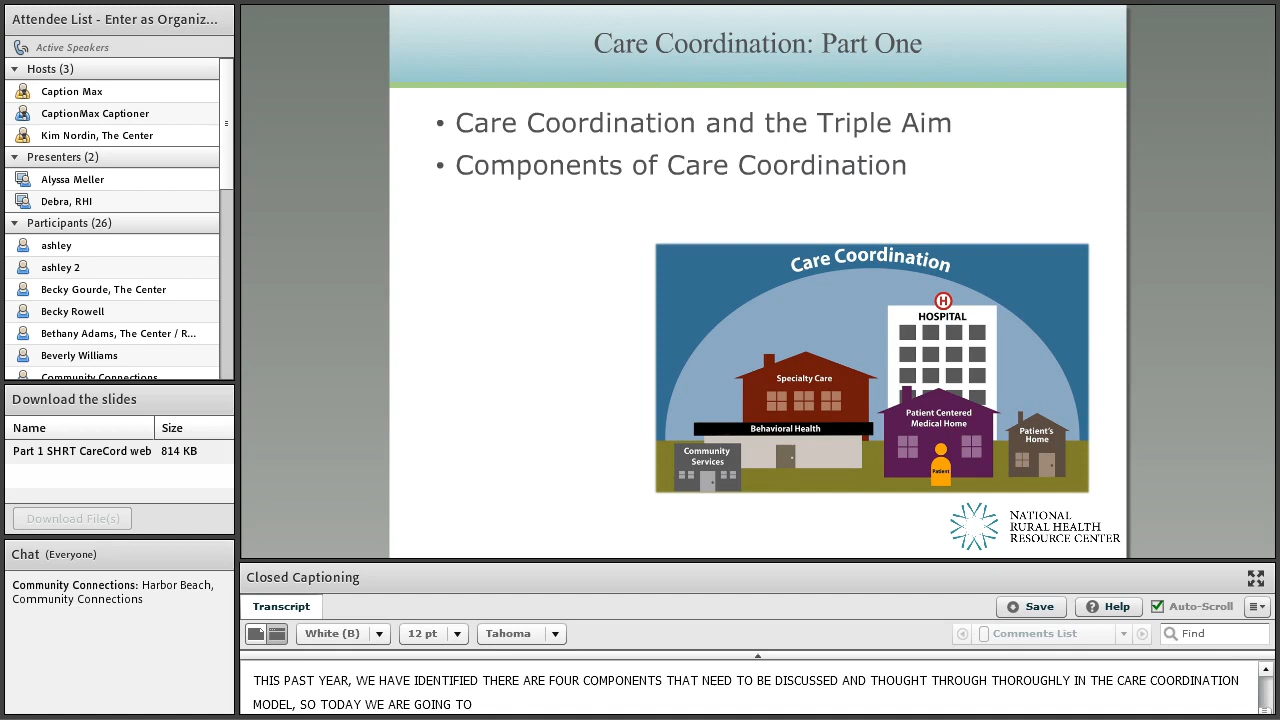 Attendee List - Enter as Organiz...
Active Speakers
Hosts (3)
Caption Max
CaptionMax Captioner
Kim Nordin, The Center
Presenters (2)
Alyssa Meller
Debra, RHI
Participants (26)
ashley
ashley 2
Becky Gourde, The Center
Becky Rowell
Bethany Adams, The Center / R...
Beverly Williams
Community Connections
Download the slides
Name Size
Part 1 SHRT CareCord web 814 KB
Download File(s)
Chat (Everyone)
Community Connections: Harbor Beach,
Community Connections
Care Coordination: Part One
• Care Coordination and the Triple Aim
• Components of Care Coordination
Care Coordination
H
HOSPITAL
Specialty Care
Behavioral Health
Community
Services
Patient Centered
Medical Home
Patient
Patient's
Home
NATIONAL
RURAL HEALTH
RESOURCE CENTER
Closed Captioning
Transcript
Save
Help
Auto-Scroll
White (B)
12 pt
Tahoma
Comments List
Find
THIS PAST YEAR, WE HAVE IDENTIFIED THERE ARE FOUR COMPONENTS THAT NEED TO BE DISCUSSED AND THOUGHT THROUGH THOROUGHLY IN THE CARE COORDINATION
MODEL, SO TODAY WE ARE GOING TO